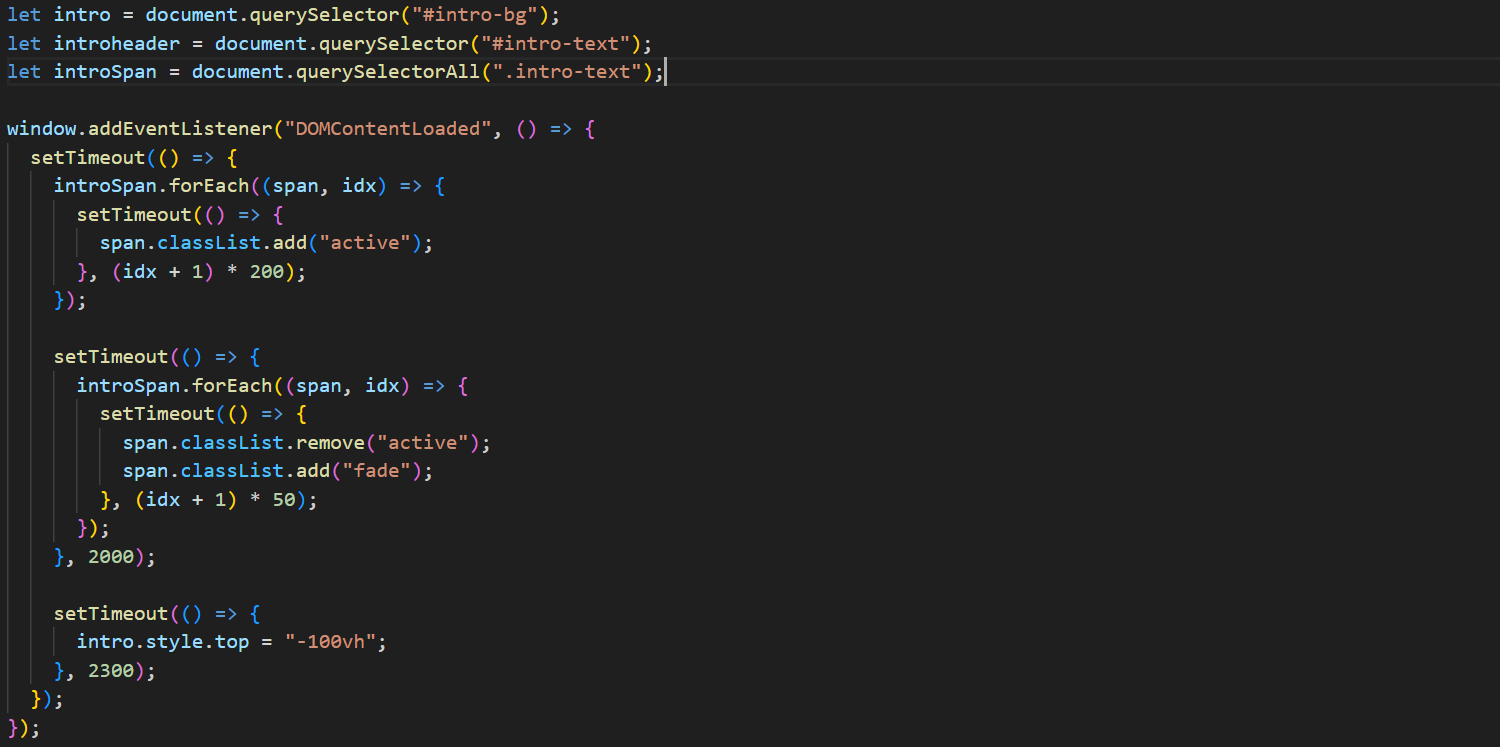 let intro = document.querySelector("#intro-bg");
let introheader = document.querySelector("#intro-text");
let introSpan = document.querySelectorAll(".intro-text");

window.addEventListener("DOMContentLoaded", () => {
  setTimeout(() => {
    introSpan.forEach((span, idx) => {
      setTimeout(() => {
        span.classList.add("active");
      }, (idx + 1) * 200);
    });

    setTimeout(() => {
      introSpan.forEach((span, idx) => {
        setTimeout(() => {
          span.classList.remove("active");
          span.classList.add("fade");
        }, (idx + 1) * 50);
      });
    }, 2000);

    setTimeout(() => {
      intro.style.top = "-100vh";
    }, 2300);
  });
});